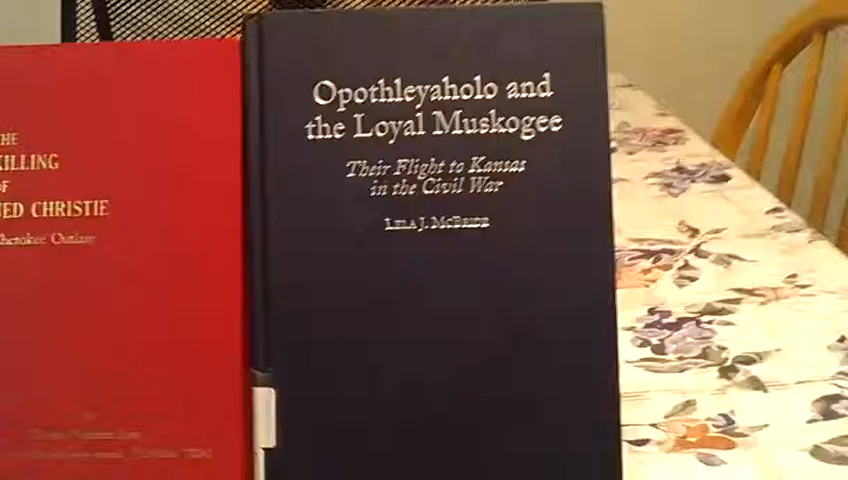 THE
KILLING
OF
NED CHRISTIE
Cherokee Outlaw
Opothleyaholo and
the Loyal Muskogee
Their Flight to Kansas
in the Civil War
Lela J. McBride